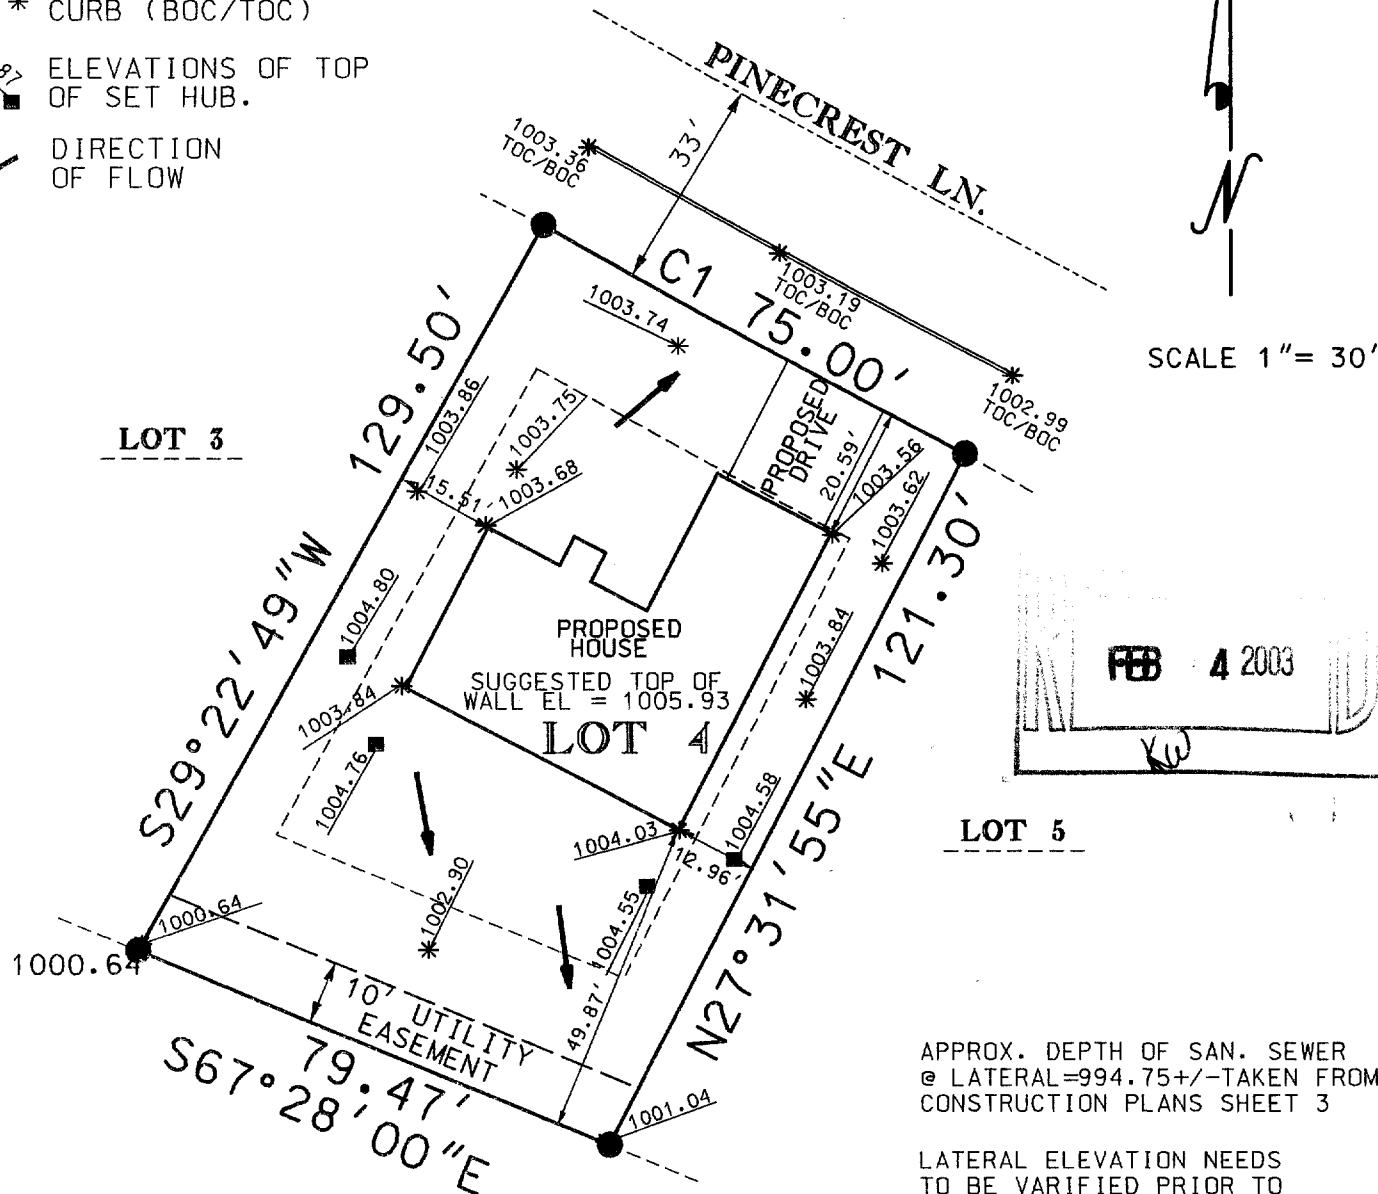 CURB (BOC/TOC)
ELEVATIONS OF TOP
OF SET HUB.
DIRECTION
OF FLOW
PINECREST LN.
33'
1003.36
TOC/BOC
1003.19
TOC/BOC
1002.99
TOC/BOC
N
SCALE 1"= 30'
C1 75.00'
1003.74
129.50'
1003.86
1003.75
PROPOSED
DRIVE
20.59'
1003.56
1003.62
LOT 3
15.51'
1003.68
121.30'
S29°22'49"W
1004.80
1003.84
PROPOSED
HOUSE
SUGGESTED TOP OF
WALL EL = 1005.93
LOT 4
1003.84
FEB 4 2003
KW
1004.76
1004.58
1004.03
12.96'
LOT 5
N27°31'55"E
1002.90
1004.55
1000.64
1000.64
49.87'
10' UTILITY
EASEMENT
79.47'
S67°28'00"E
1001.04
APPROX. DEPTH OF SAN. SEWER
@ LATERAL=994.75+/-TAKEN FROM
CONSTRUCTION PLANS SHEET 3
LATERAL ELEVATION NEEDS
TO BE VARIFIED PRIOR TO